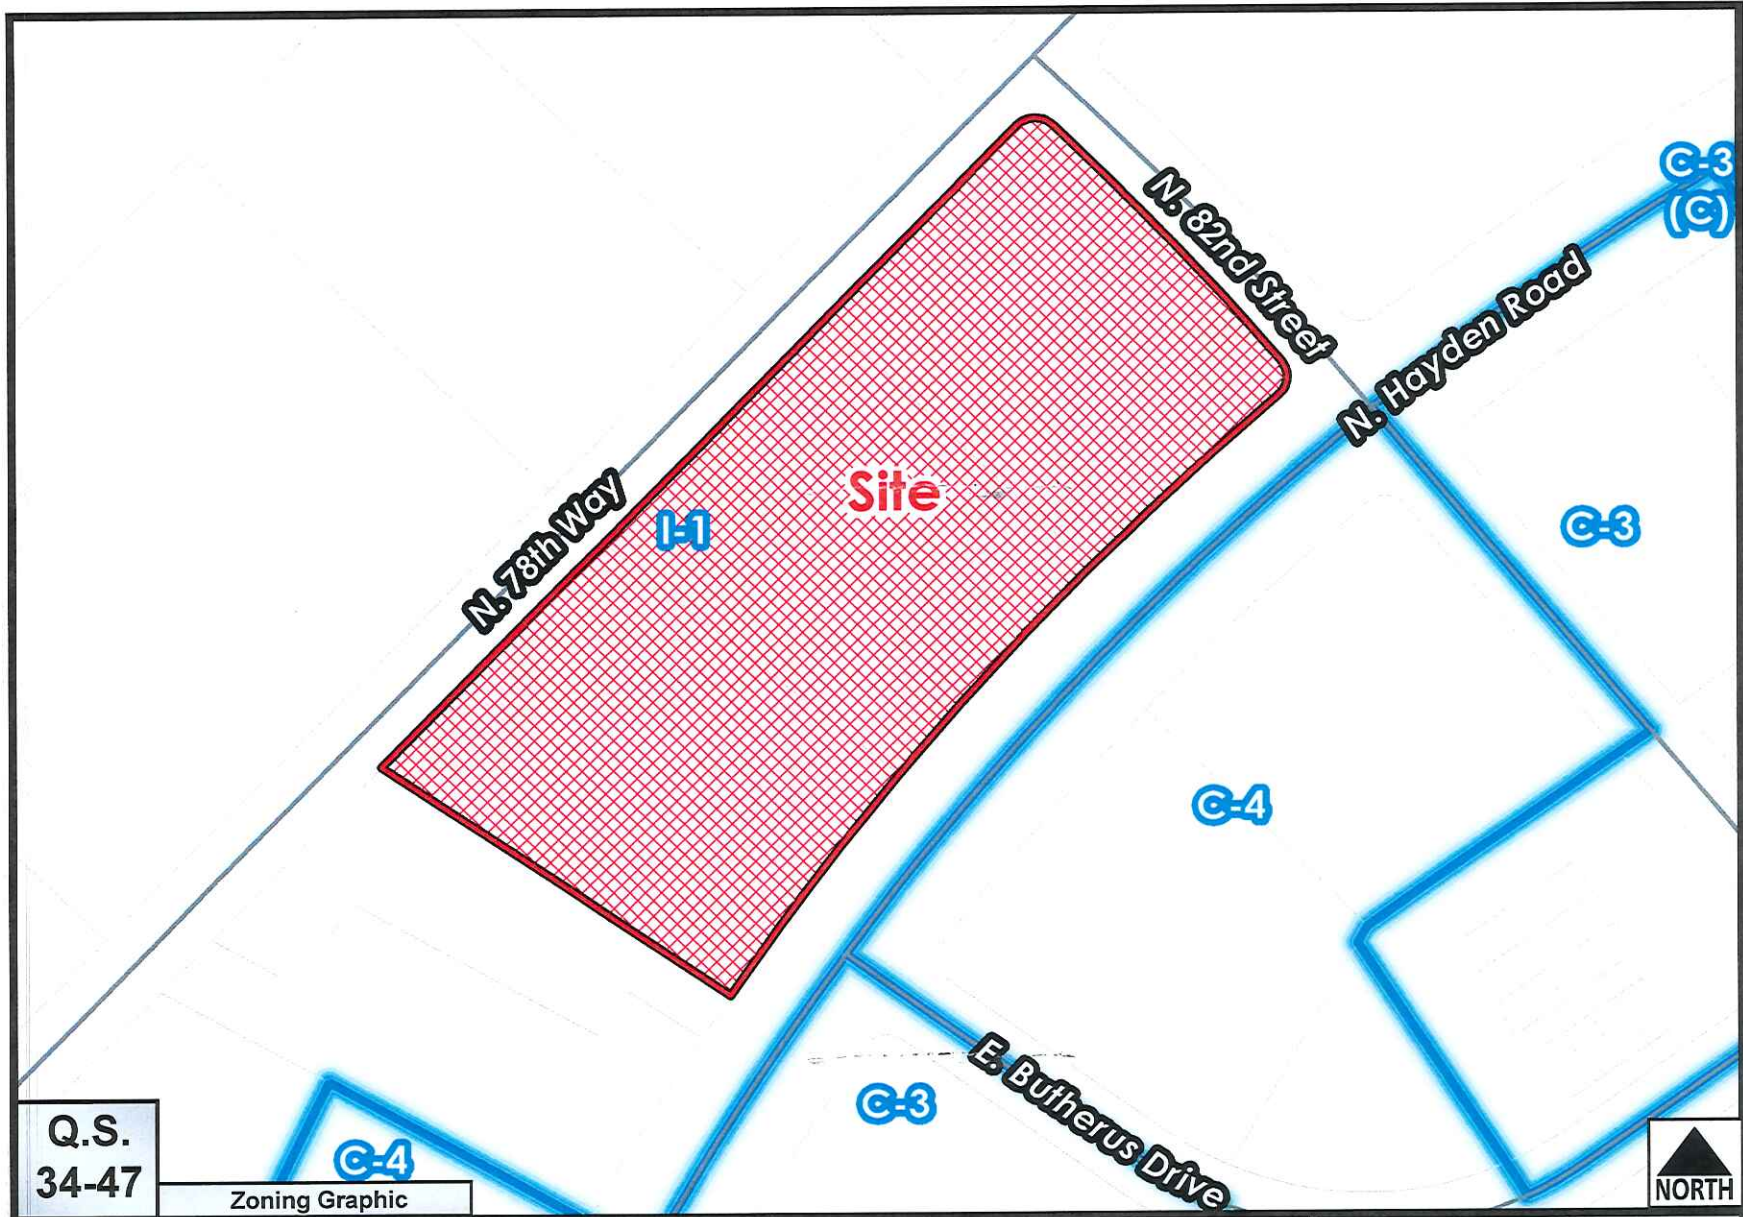 C-3
(C)
N. 82nd Street
N. Hayden Road
Site
N. 78th Way
I-1
C-3
C-4
E. Butherus Drive
C-3
C-4
Q.S.
34-47
Zoning Graphic
NORTH